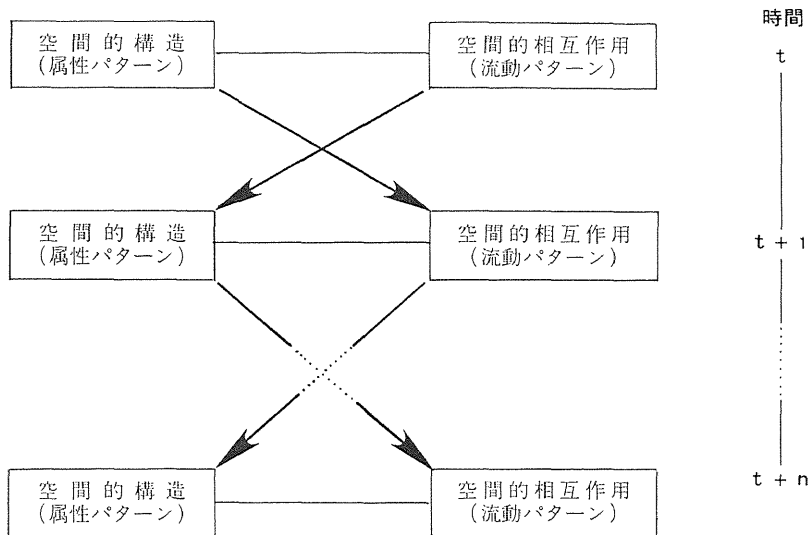 時間
空間的構造
(属性パターン)
空間的相互作用
(流動パターン)
t
空間的構造
(属性パターン)
空間的相互作用
(流動パターン)
t + 1
空間的構造
(属性パターン)
空間的相互作用
(流動パターン)
t + n